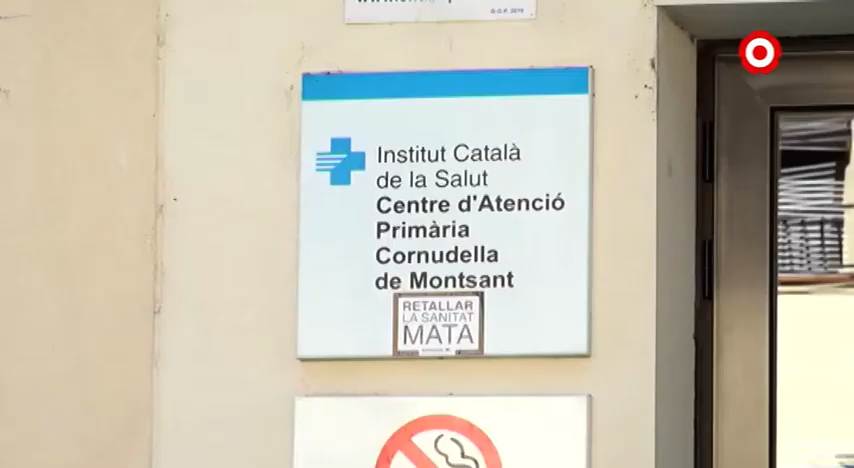 Institut Català
de la Salut
Centre d'Atenció
Primària
Cornudella
de Montsant
RETALLAR
LA SANITAT
MATA